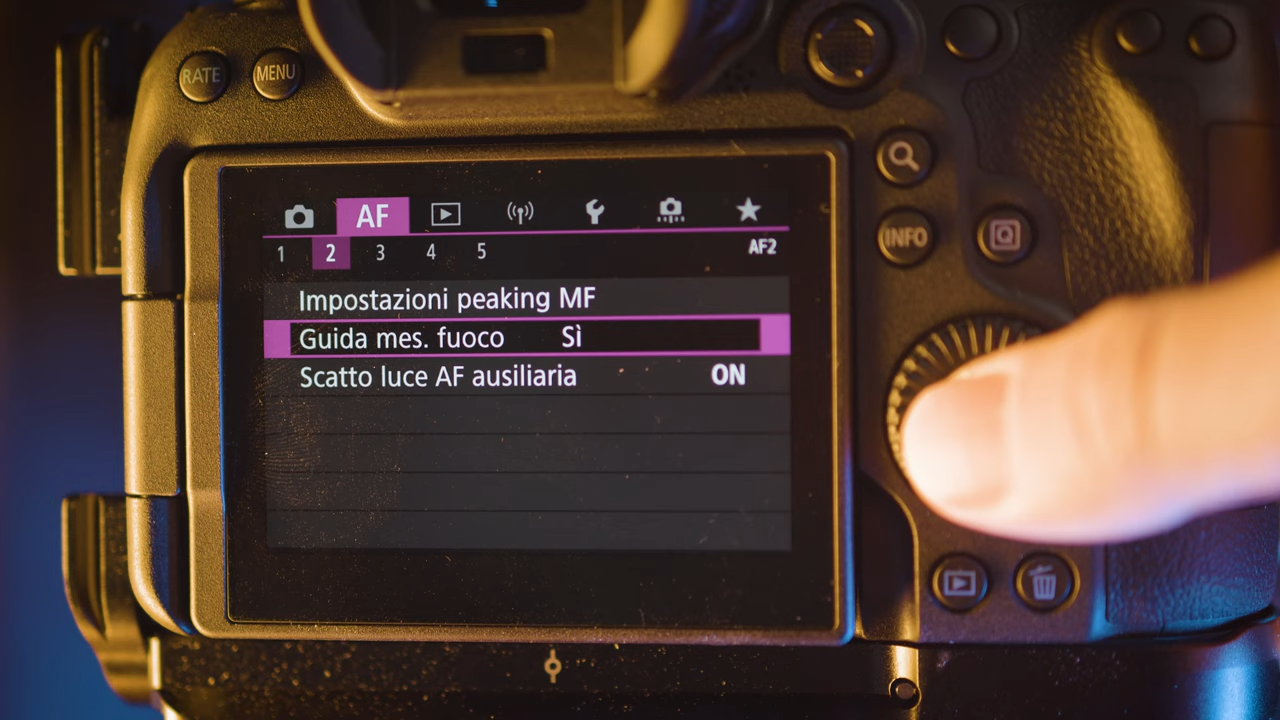 RATE MENU
AF
1 2 3 4 5 AF2
Impostazioni peaking MF
Guida mes. fuoco Sì
Scatto luce AF ausiliaria ON
INFO
Q